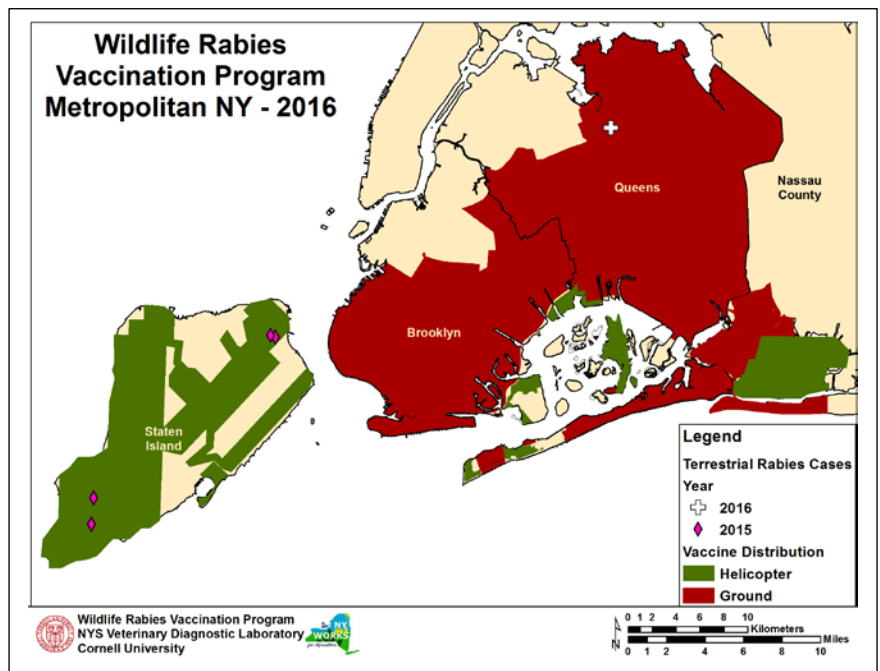 Wildlife Rabies
Vaccination Program
Metropolitan NY - 2016
Queens
Nassau
County
Brooklyn
Staten
Island
Legend
Terrestrial Rabies Cases
Year
2016
2015
Vaccine Distribution
Helicopter
Ground
Wildlife Rabies Vaccination Program
NYS Veterinary Diagnostic Laboratory
Cornell University
NY
WORKS
N
0 1 2 4 6 8 10
Kilometers
Miles
0 2 4 6 8 10